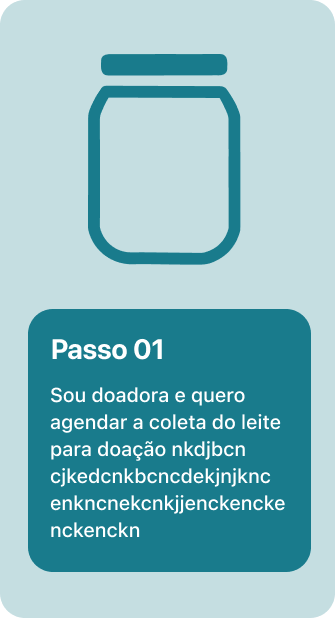 Passo 01
Sou doadora e quero
agendar a coleta do leite
para doação nkdjbcn
cjkedcnkbcncdekjnjknc
enkncnekcnkjjenckencke
nckenckn